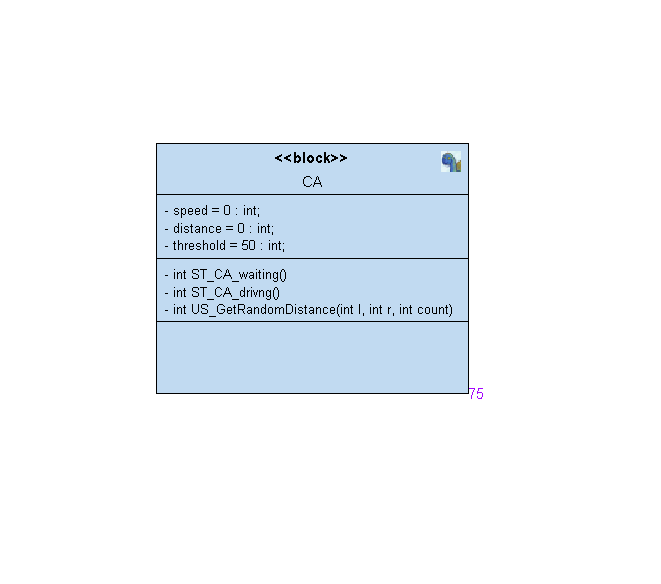 <<block>>
CA
- speed = 0 : int;
- distance = 0 : int;
- threshold = 50 : int;
- int ST_CA_waiting()
- int ST_CA_drivng()
- int US_GetRandomDistance(int l, int r, int count)
75